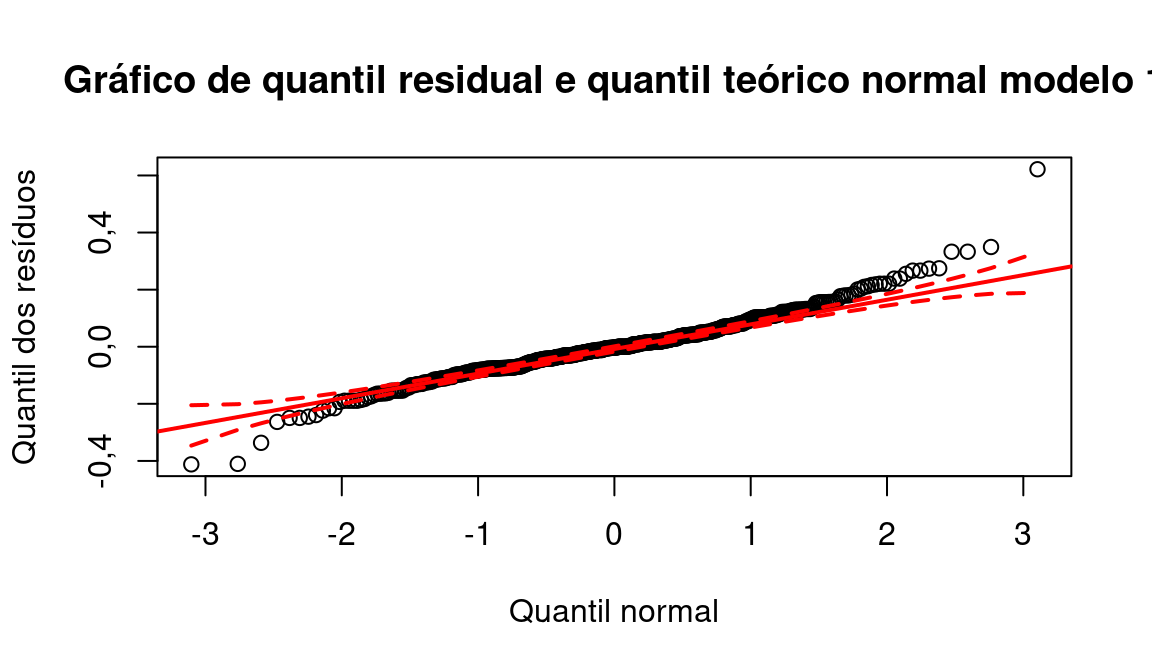 Gráfico de quantil residual e quantil teórico normal modelo 1
Quantil dos resíduos
0,4
0,0
-0,4
-3 -2 -1 0 1 2 3
Quantil normal